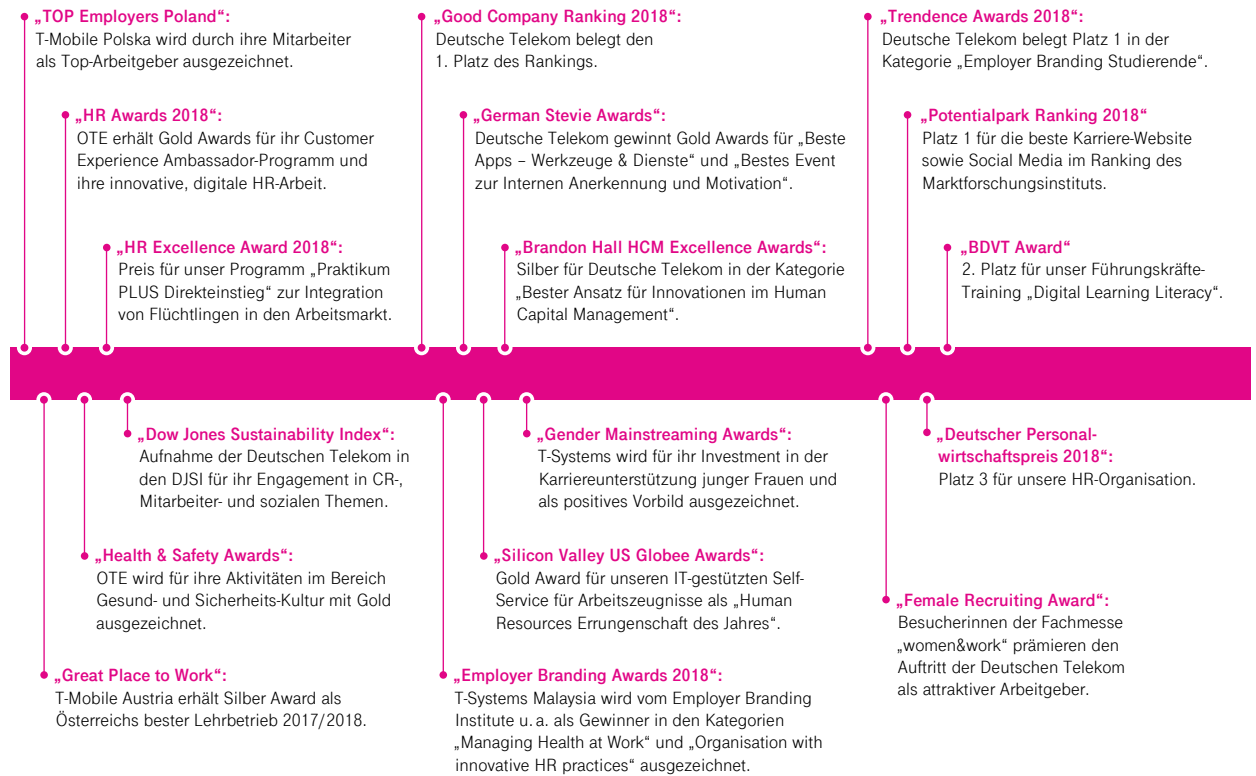 „TOP Employers Poland“:
T-Mobile Polska wird durch ihre Mitarbeiter
als Top-Arbeitgeber ausgezeichnet.
„HR Awards 2018“:
OTE erhält Gold Awards für ihr Customer
Experience Ambassador-Programm und
ihre innovative, digitale HR-Arbeit.
„HR Excellence Award 2018“:
Preis für unser Programm „Praktikum
PLUS Direkteinstieg“ zur Integration
von Flüchtlingen in den Arbeitsmarkt.
„Good Company Ranking 2018“:
Deutsche Telekom belegt den
1. Platz des Rankings.
„German Stevie Awards“:
Deutsche Telekom gewinnt Gold Awards für „Beste
Apps – Werkzeuge & Dienste“ und „Bestes Event
zur Internen Anerkennung und Motivation“.
„Brandon Hall HCM Excellence Awards“:
Silber für Deutsche Telekom in der Kategorie
„Bester Ansatz für Innovationen im Human
Capital Management“.
„Trendence Awards 2018“:
Deutsche Telekom belegt Platz 1 in der
Kategorie „Employer Branding Studierende“.
„Potentialpark Ranking 2018“
Platz 1 für die beste Karriere-Website
sowie Social Media im Ranking des
Marktforschungsinstituts.
„BDVT Award“
2. Platz für unser Führungskräfte-
Training „Digital Learning Literacy“.
„Dow Jones Sustainability Index“:
Aufnahme der Deutschen Telekom in
den DJSI für ihr Engagement in CR-,
Mitarbeiter- und sozialen Themen.
„Health & Safety Awards“:
OTE wird für ihre Aktivitäten im Bereich
Gesund- und Sicherheits-Kultur mit Gold
ausgezeichnet.
„Great Place to Work“:
T-Mobile Austria erhält Silber Award als
Österreichs bester Lehrbetrieb 2017/2018.
„Gender Mainstreaming Awards“:
T-Systems wird für ihr Investment in der
Karriereunterstützung junger Frauen und
als positives Vorbild ausgezeichnet.
„Silicon Valley US Globee Awards“:
Gold Award für unseren IT-gestützten Self-
Service für Arbeitszeugnisse als „Human
Resources Errungenschaft des Jahres“.
„Employer Branding Awards 2018“:
T-Systems Malaysia wird vom Employer Branding
Institute u. a. als Gewinner in den Kategorien
„Managing Health at Work“ und „Organisation with
innovative HR practices“ ausgezeichnet.
„Deutscher Personal-
wirtschaftspreis 2018“:
Platz 3 für unsere HR-Organisation.
„Female Recruiting Award“:
Besucherinnen der Fachmesse
„women&work“ prämieren den
Auftritt der Deutschen Telekom
als attraktiver Arbeitgeber.